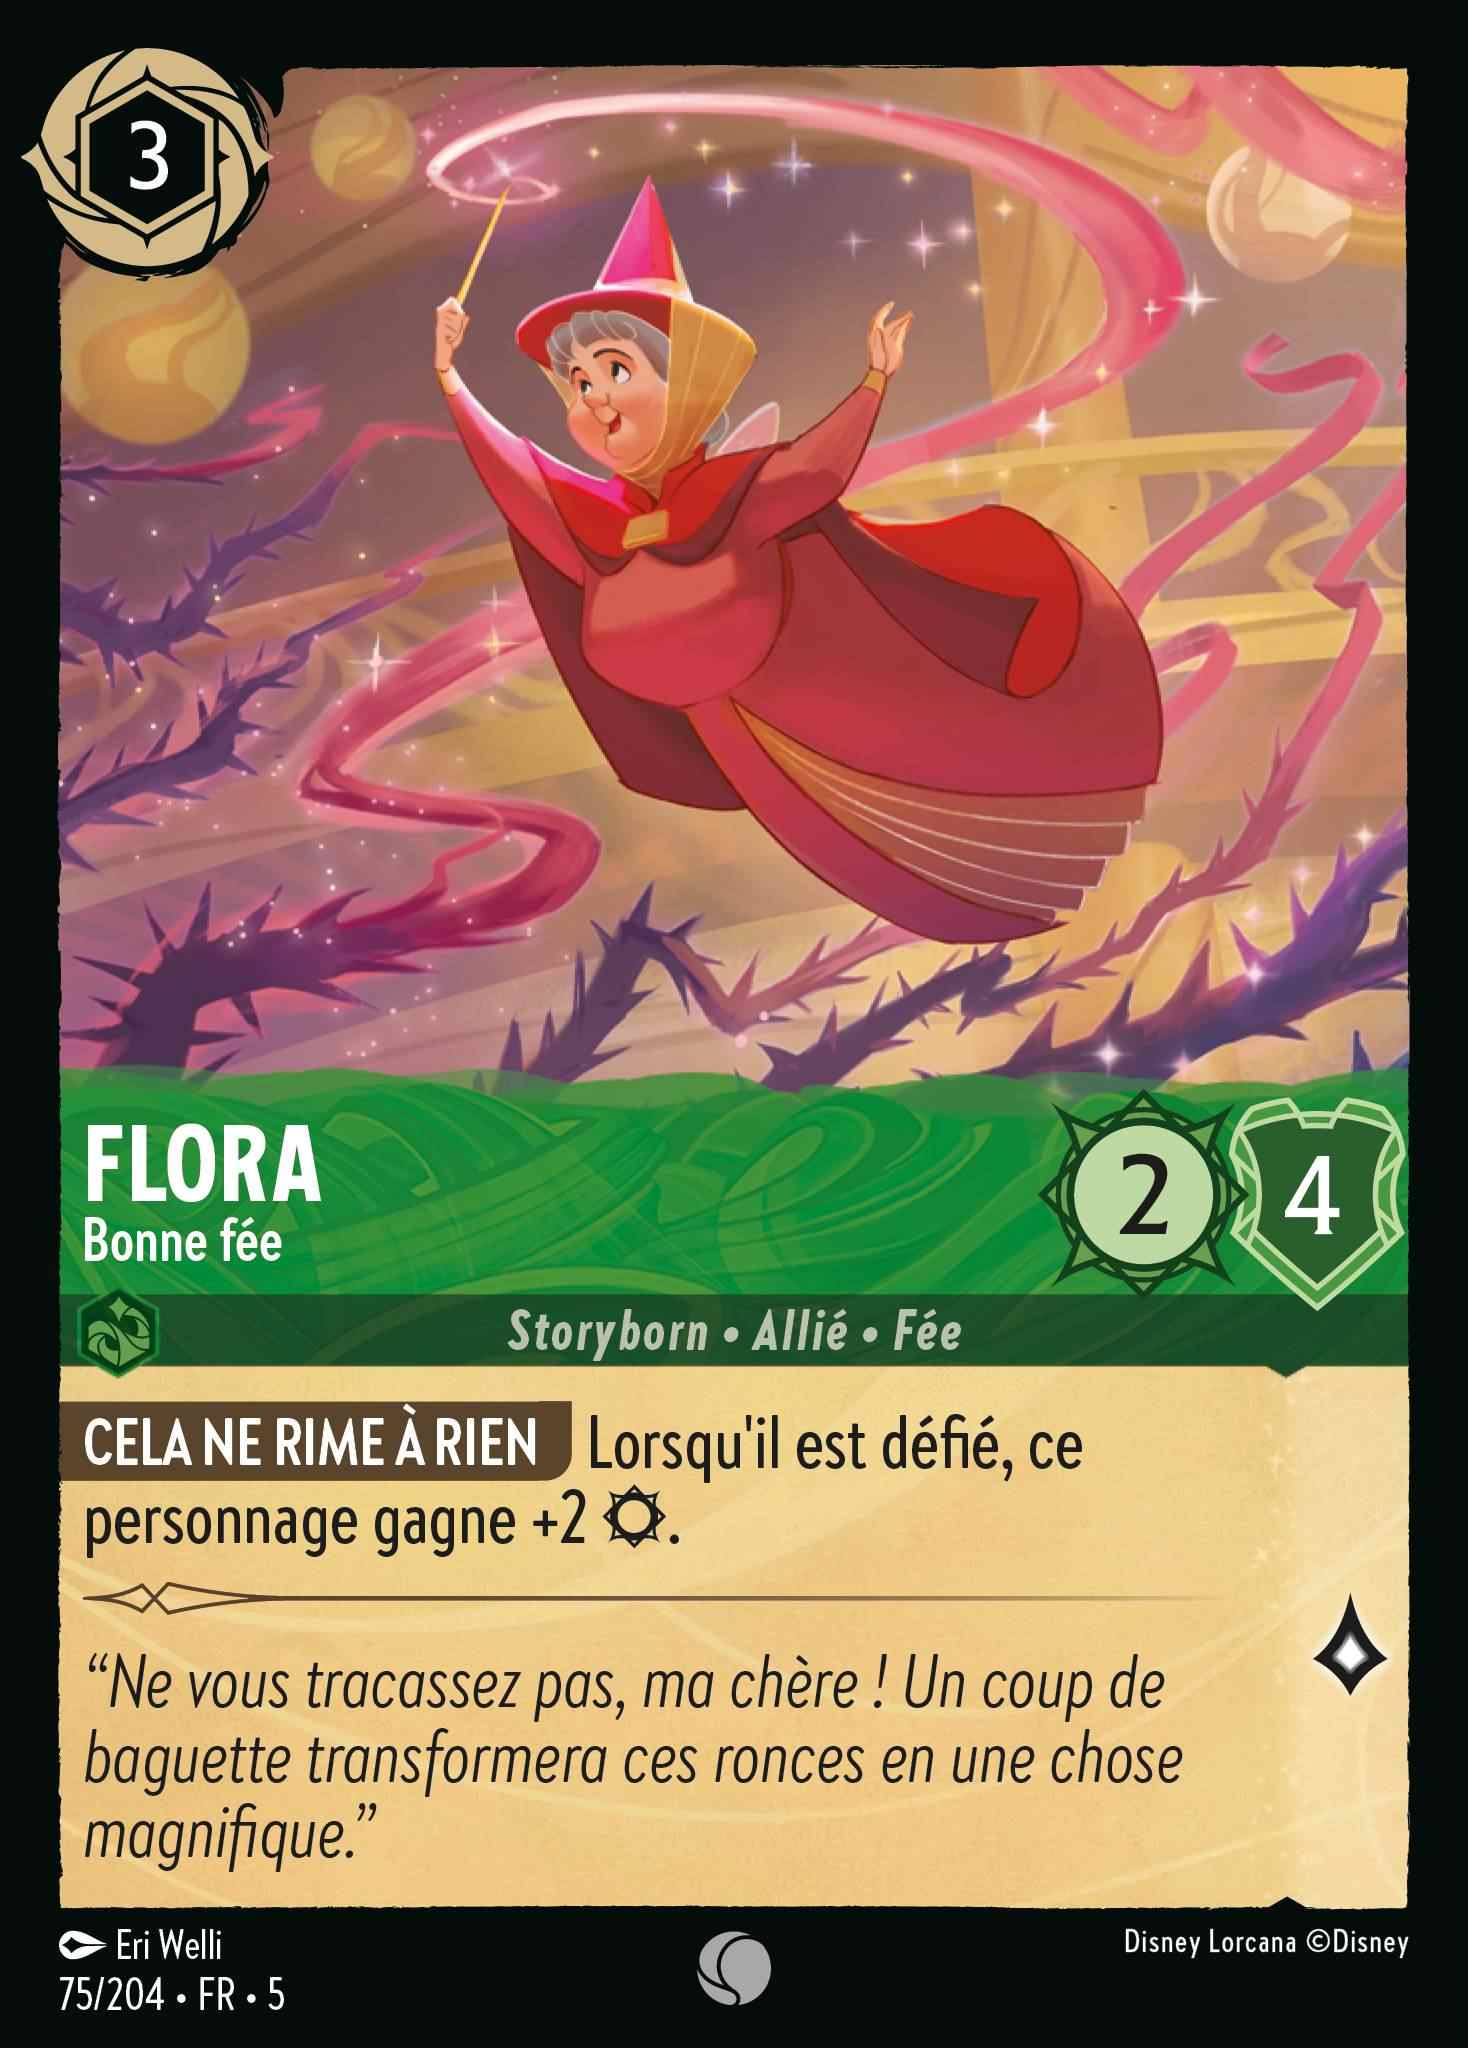 3
FLORA
Bonne fée
2
4
Storyborn • Allié • Fée
CELA NE RIME À RIEN Lorsqu'il est défié, ce
personnage gagne +2 .
“Ne vous tracassez pas, ma chère ! Un coup de
baguette transformera ces ronces en une chose
magnifique.”
Eri Welli
Disney Lorcana ©Disney
75/204 • FR • 5